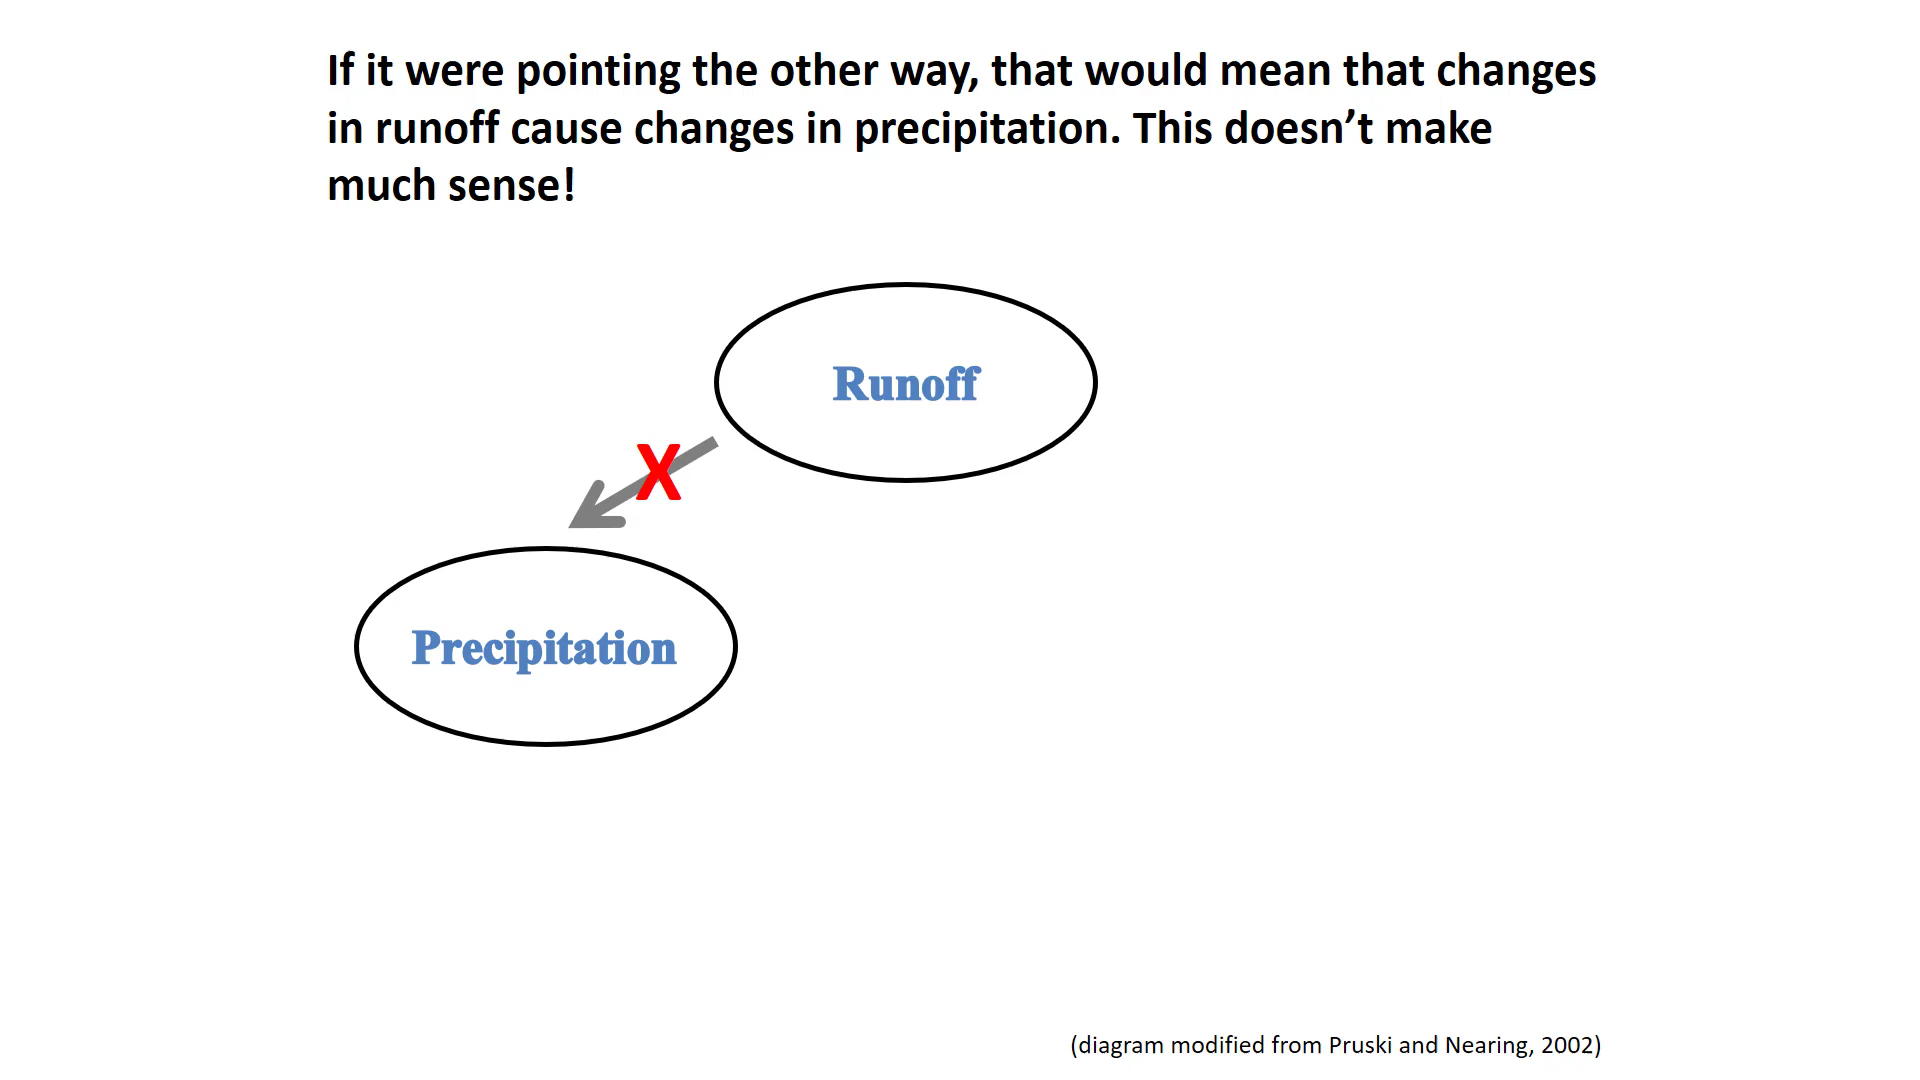 If it were pointing the other way, that would mean that changes
in runoff cause changes in precipitation. This doesn’t make
much sense!
Runoff
X
Precipitation
(diagram modified from Pruski and Nearing, 2002)